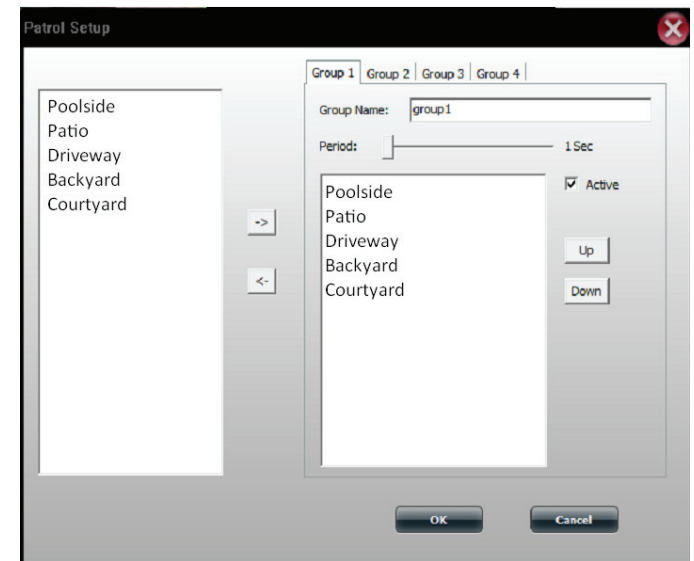 Patrol Setup
Poolside
Patio
Driveway
Backyard
Courtyard
->
<-
Group 1 Group 2 Group 3 Group 4
Group Name: group1
Period: 1 Sec
Poolside
Patio
Driveway
Backyard
Courtyard
Active
Up
Down
OK Cancel